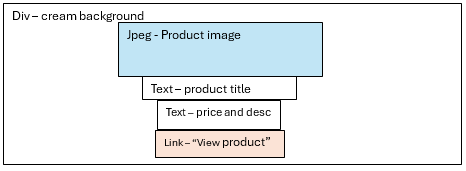 Div – cream background
Jpeg - Product image
Text – product title
Text – price and desc
Link – “View product”